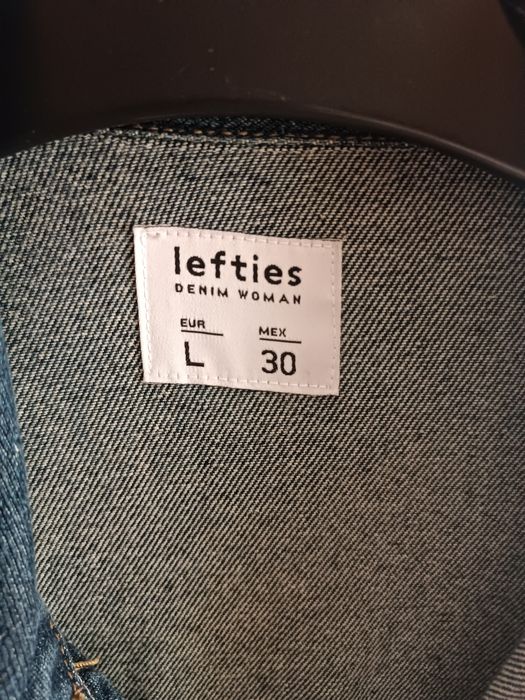 lefties
DENIM WOMAN
EUR MEX
L 30